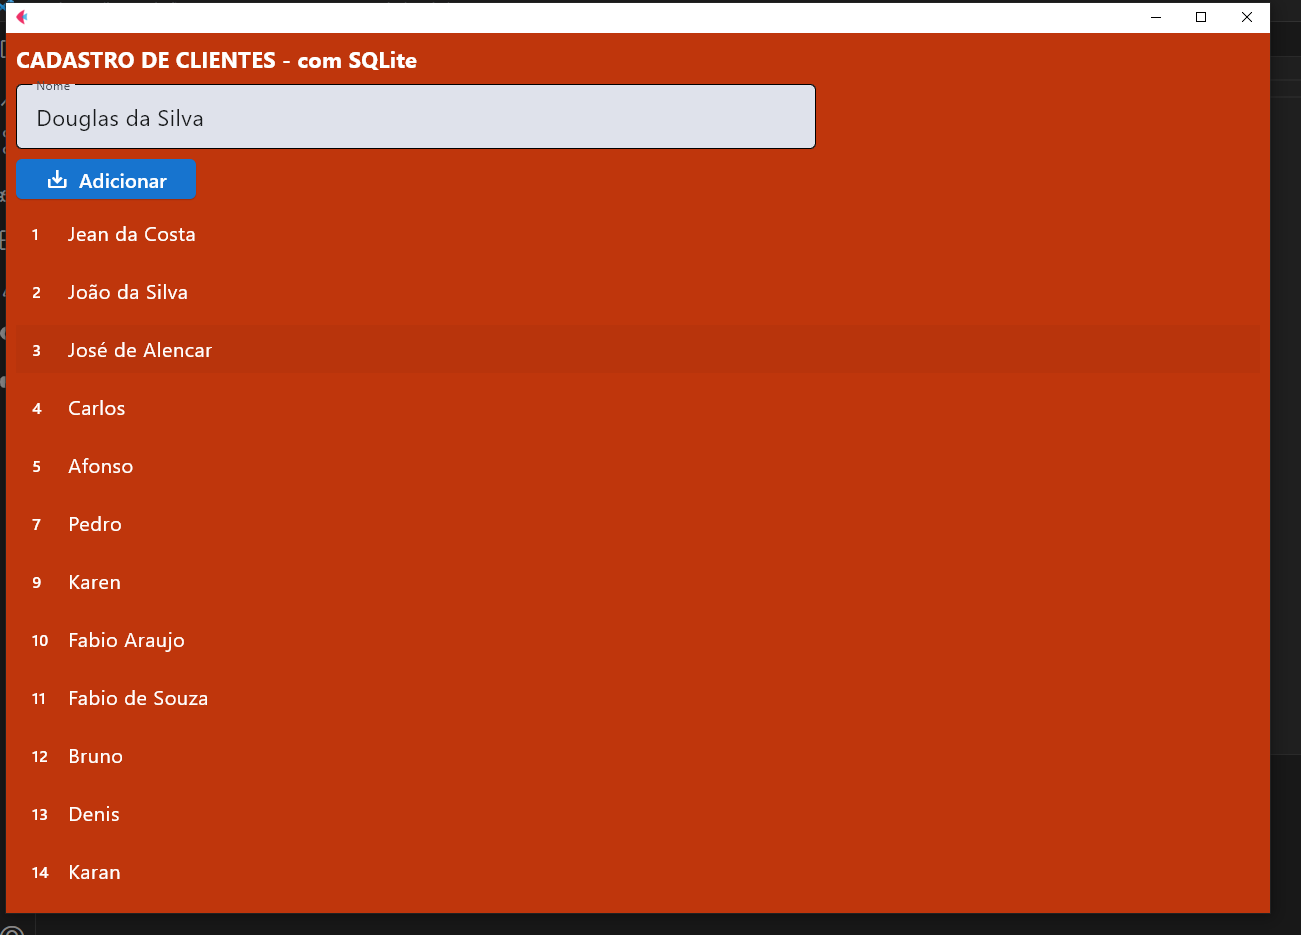 CADASTRO DE CLIENTES - com SQLite
Nome
Douglas da Silva
Adicionar
1 Jean da Costa
2 João da Silva
3 José de Alencar
4 Carlos
5 Afonso
7 Pedro
9 Karen
10 Fabio Araujo
11 Fabio de Souza
12 Bruno
13 Denis
14 Karan